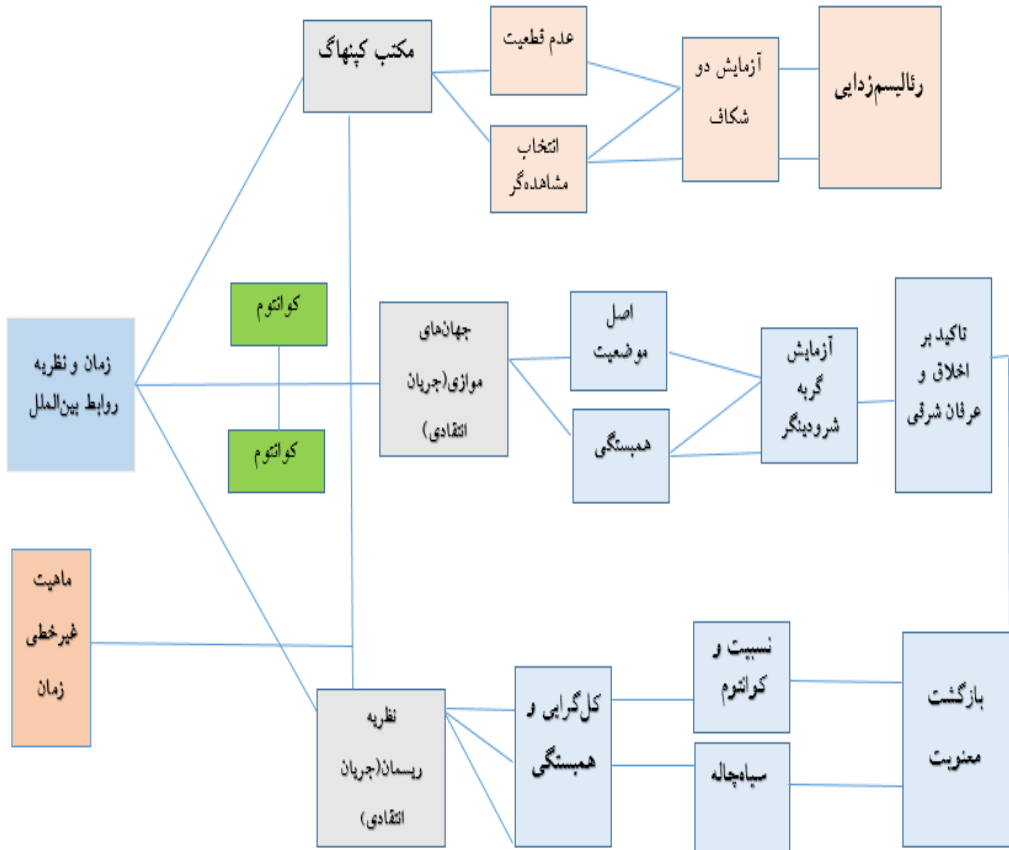 مکتب کپنهاگ
عدم قطعیت
انتخاب
مشاهده‌گر
آزمایش دو
شکاف
رئالیسم‌زدایی
زمان و نظریه
روابط بین‌الملل
کوانتوم
کوانتوم
جهان‌های
موازی(جریان
انتقادی)
اصل
موضعیت
همبستگی
آزمایش
گربه
شرودینگر
تاکید بر
اخلاق و
عرفان شرقی
ماهیت
غیرخطی
زمان
نظریه
ریسمان(جریان
انتقادی)
کل‌گرایی و
همبستگی
نسبیت و
کوانتوم
سیاه‌چاله
بازگشت
معنویت